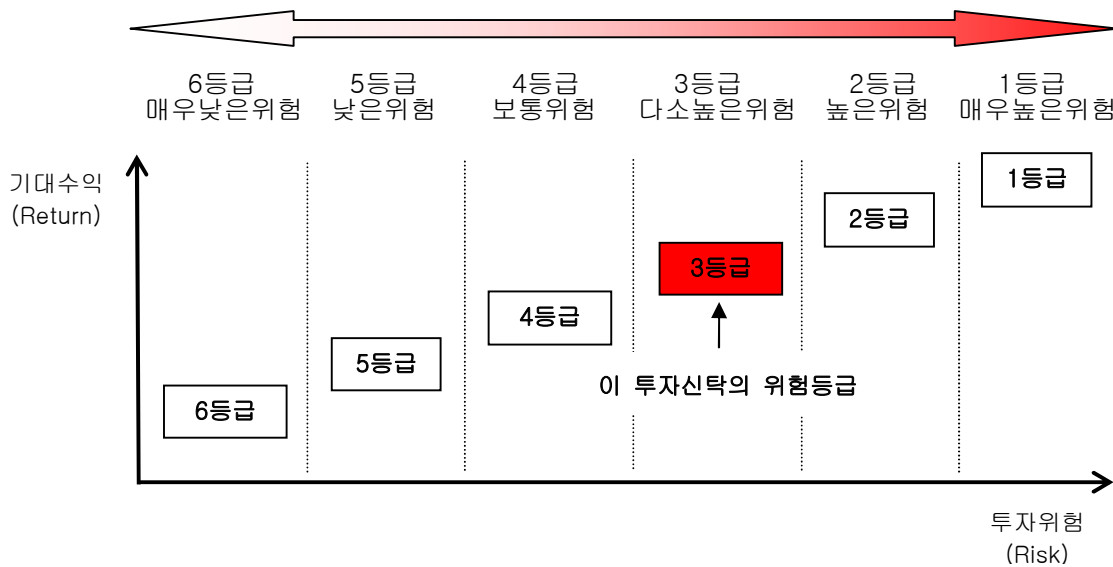 6등급 5등급 4등급 3등급 2등급 1등급
매우낮은위험 낮은위험 보통위험 다소높은위험 높은위험 매우높은위험
기대수익
(Return)
1등급
2등급
3등급
4등급
5등급
이 투자신탁의 위험등급
6등급
투자위험
(Risk)